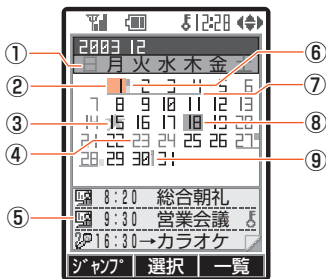 12:28
2003 12
日 月 火 水 木 金 土
1 2 3 4 5 6
7 8 9 10 11 12 13
14 15 16 17 18 19 20
21 22 23 24 25 26 27
28 29 30 31
8:20 総合朝礼
9:30 営業会議
16:30→カラオケ
ｼﾞｬﾝﾌﾟ 選択 一覧
①
②
③
④
⑤
⑥
⑦
⑧
⑨